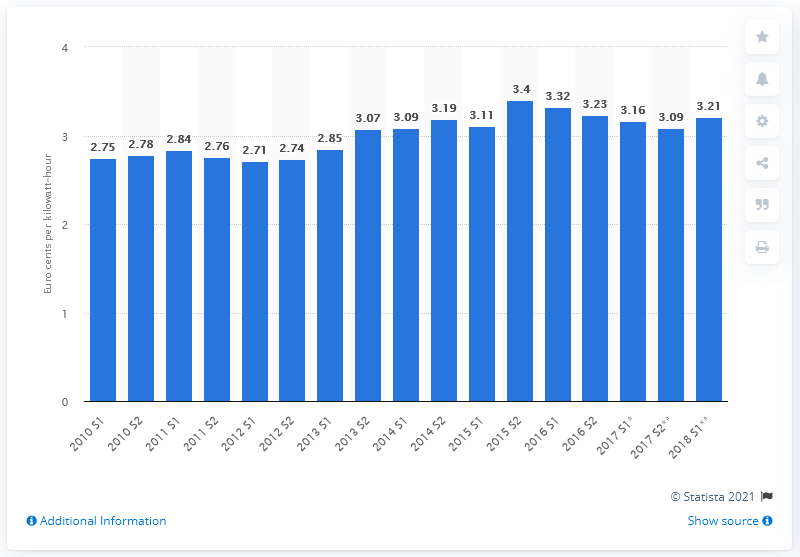 4
3
2
1
0
Euro cents per kilowatt-hour
2.75
2.78
2.84
2.76
2.71
2.74
2.85
3.07
3.09
3.19
3.11
3.4
3.32
3.23
3.16
3.09
3.21
2010 S1
2010 S2
2011 S1
2011 S2
2012 S1
2012 S2
2013 S1
2013 S2
2014 S1
2014 S2
2015 S1
2015 S2
2016 S1
2016 S2
2017 S1*
2017 S2**
2018 S1**
© Statista 2021
Additional Information
Show source